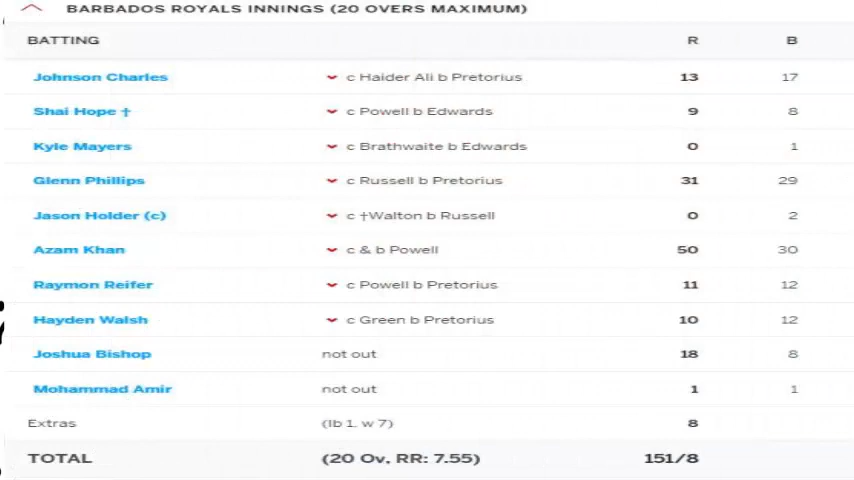 BARBADOS ROYALS INNINGS (20 OVERS MAXIMUM)
BATTING R B
Johnson Charles c Haider Ali b Pretorius 13 17
Shai Hope † c Powell b Edwards 9 8
Kyle Mayers c Brathwaite b Edwards 0 1
Glenn Phillips c Russell b Pretorius 31 29
Jason Holder (c) c †Walton b Russell 0 2
Azam Khan c & b Powell 50 30
Raymon Reifer c Powell b Pretorius 11 12
Hayden Walsh c Green b Pretorius 10 12
Joshua Bishop not out 18 8
Mohammad Amir not out 1 1
Extras (lb 1, w 7) 8
TOTAL (20 Ov, RR: 7.55) 151/8